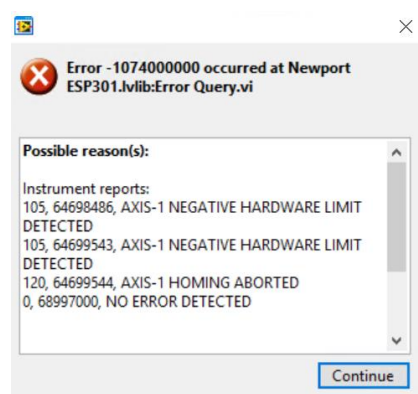 Error -1074000000 occurred at Newport
ESP301.lvlib:Error Query.vi
Possible reason(s):
Instrument reports:
105, 64698486, AXIS-1 NEGATIVE HARDWARE LIMIT
DETECTED
105, 64699543, AXIS-1 NEGATIVE HARDWARE LIMIT
DETECTED
120, 64699544, AXIS-1 HOMING ABORTED
0, 68997000, NO ERROR DETECTED
Continue